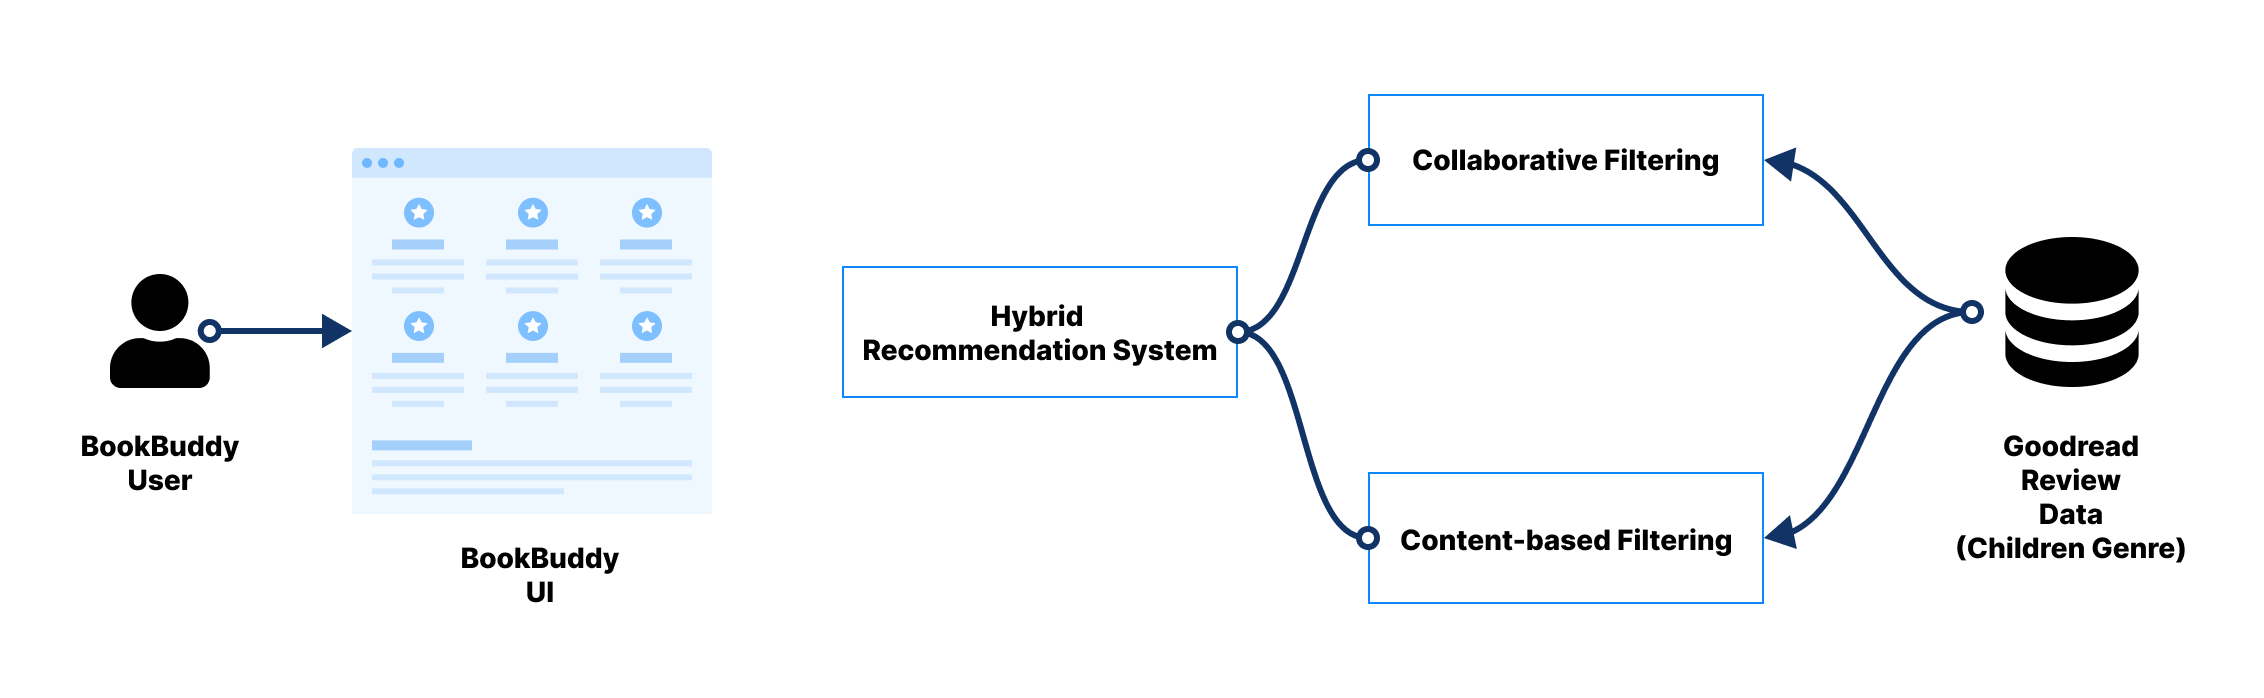 BookBuddy
User
BookBuddy
UI
Hybrid
Recommendation System
Collaborative Filtering
Content-based Filtering
Goodread
Review
Data
(Children Genre)